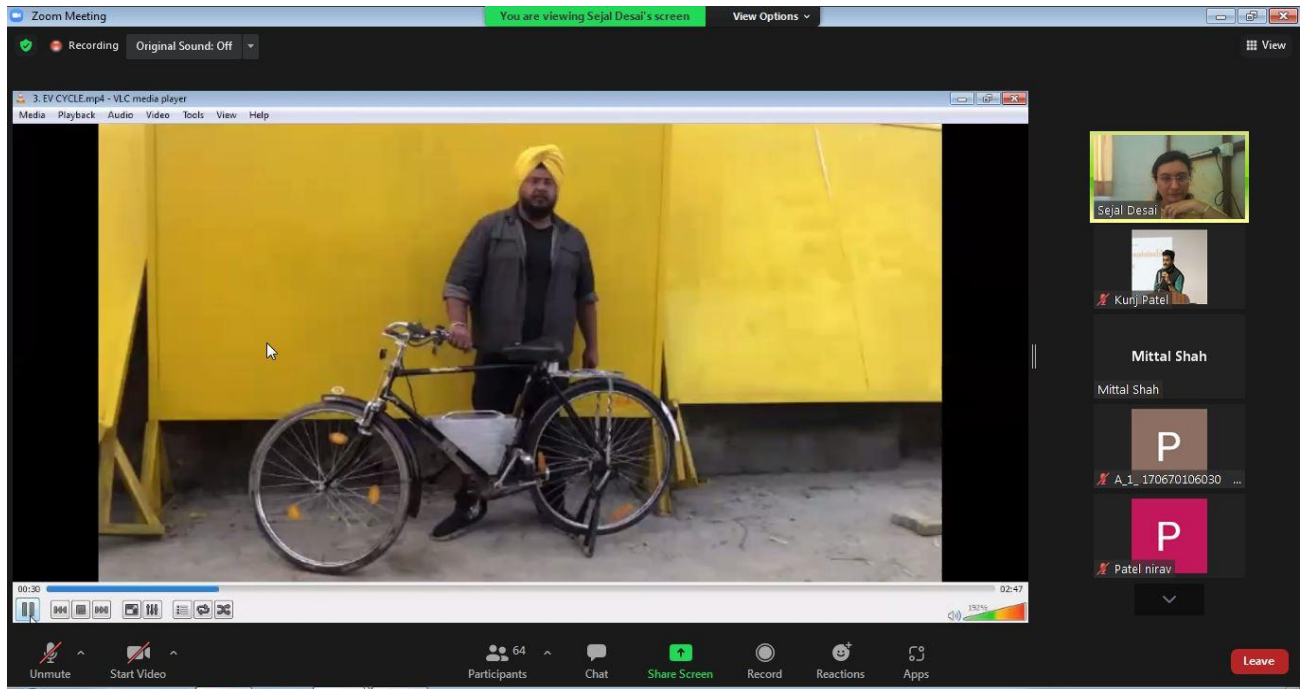 Zoom Meeting
You are viewing Sejal Desai's screen
View Options
Recording
Original Sound: Off
View
3. EV CYCLE.mp4 - VLC media player
Media Playback Audio Video Tools View Help
Sejal Desai
Kunj Patel
Mittal Shah
Mittal Shah
P
A_1_ 170670106030 ...
P
Patel nirav
00:30
02:47
192%
Unmute
Start Video
64
Participants
Chat
Share Screen
Record
Reactions
Apps
Leave